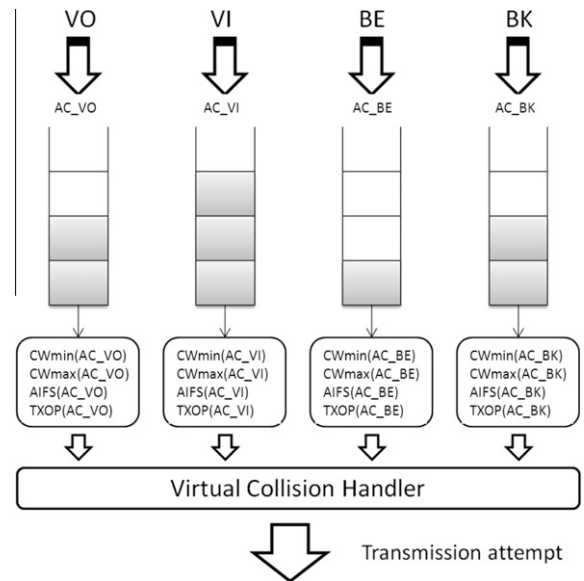 VO VI BE BK
AC_VO AC_VI AC_BE AC_BK
CWmin(AC_VO)
CWmax(AC_VO)
AIFS(AC_VO)
TXOP(AC_VO)
CWmin(AC_VI)
CWmax(AC_VI)
AIFS(AC_VI)
TXOP(AC_VI)
CWmin(AC_BE)
CWmax(AC_BE)
AIFS(AC_BE)
TXOP(AC_BE)
CWmin(AC_BK)
CWmax(AC_BK)
AIFS(AC_BK)
TXOP(AC_BK)
Virtual Collision Handler
Transmission attempt